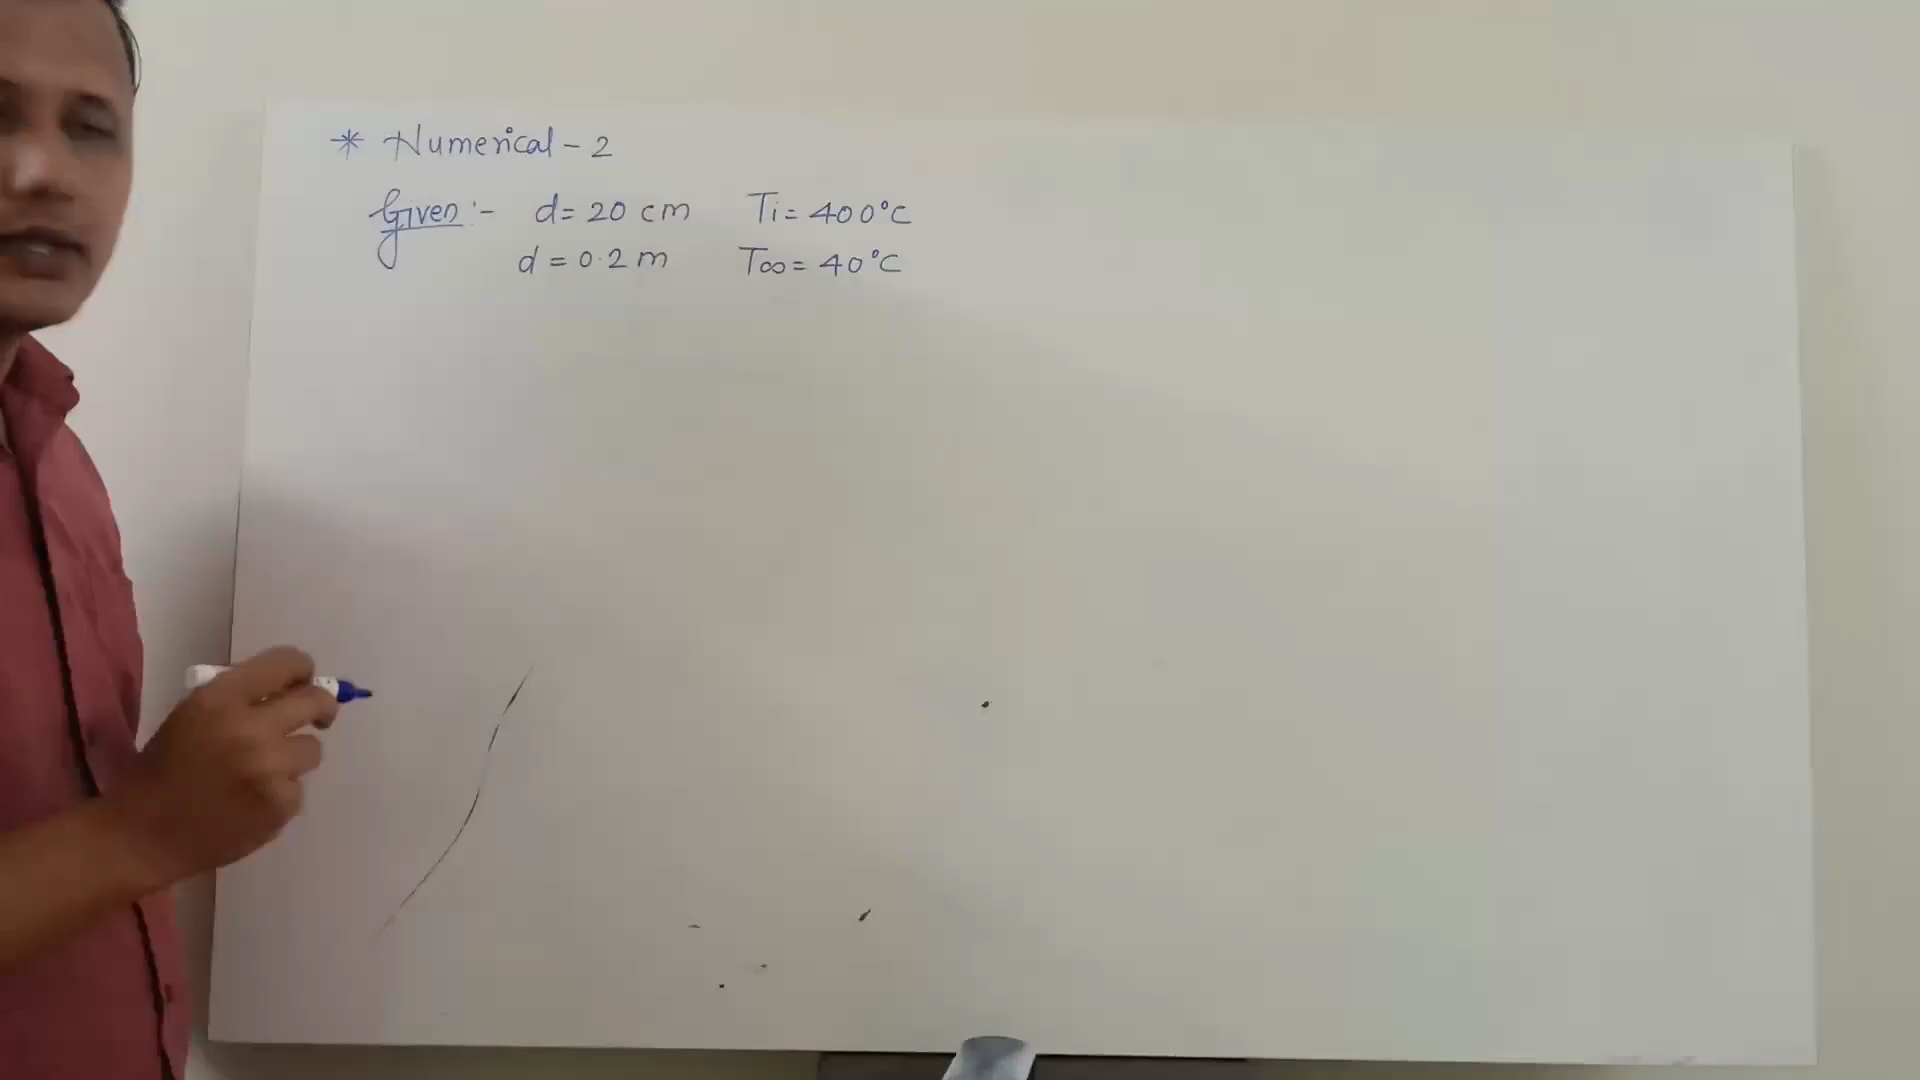 * Numerical - 2
Given :- d = 20 cm Ti = 400°C
d = 0.2 m T∞ = 40°C